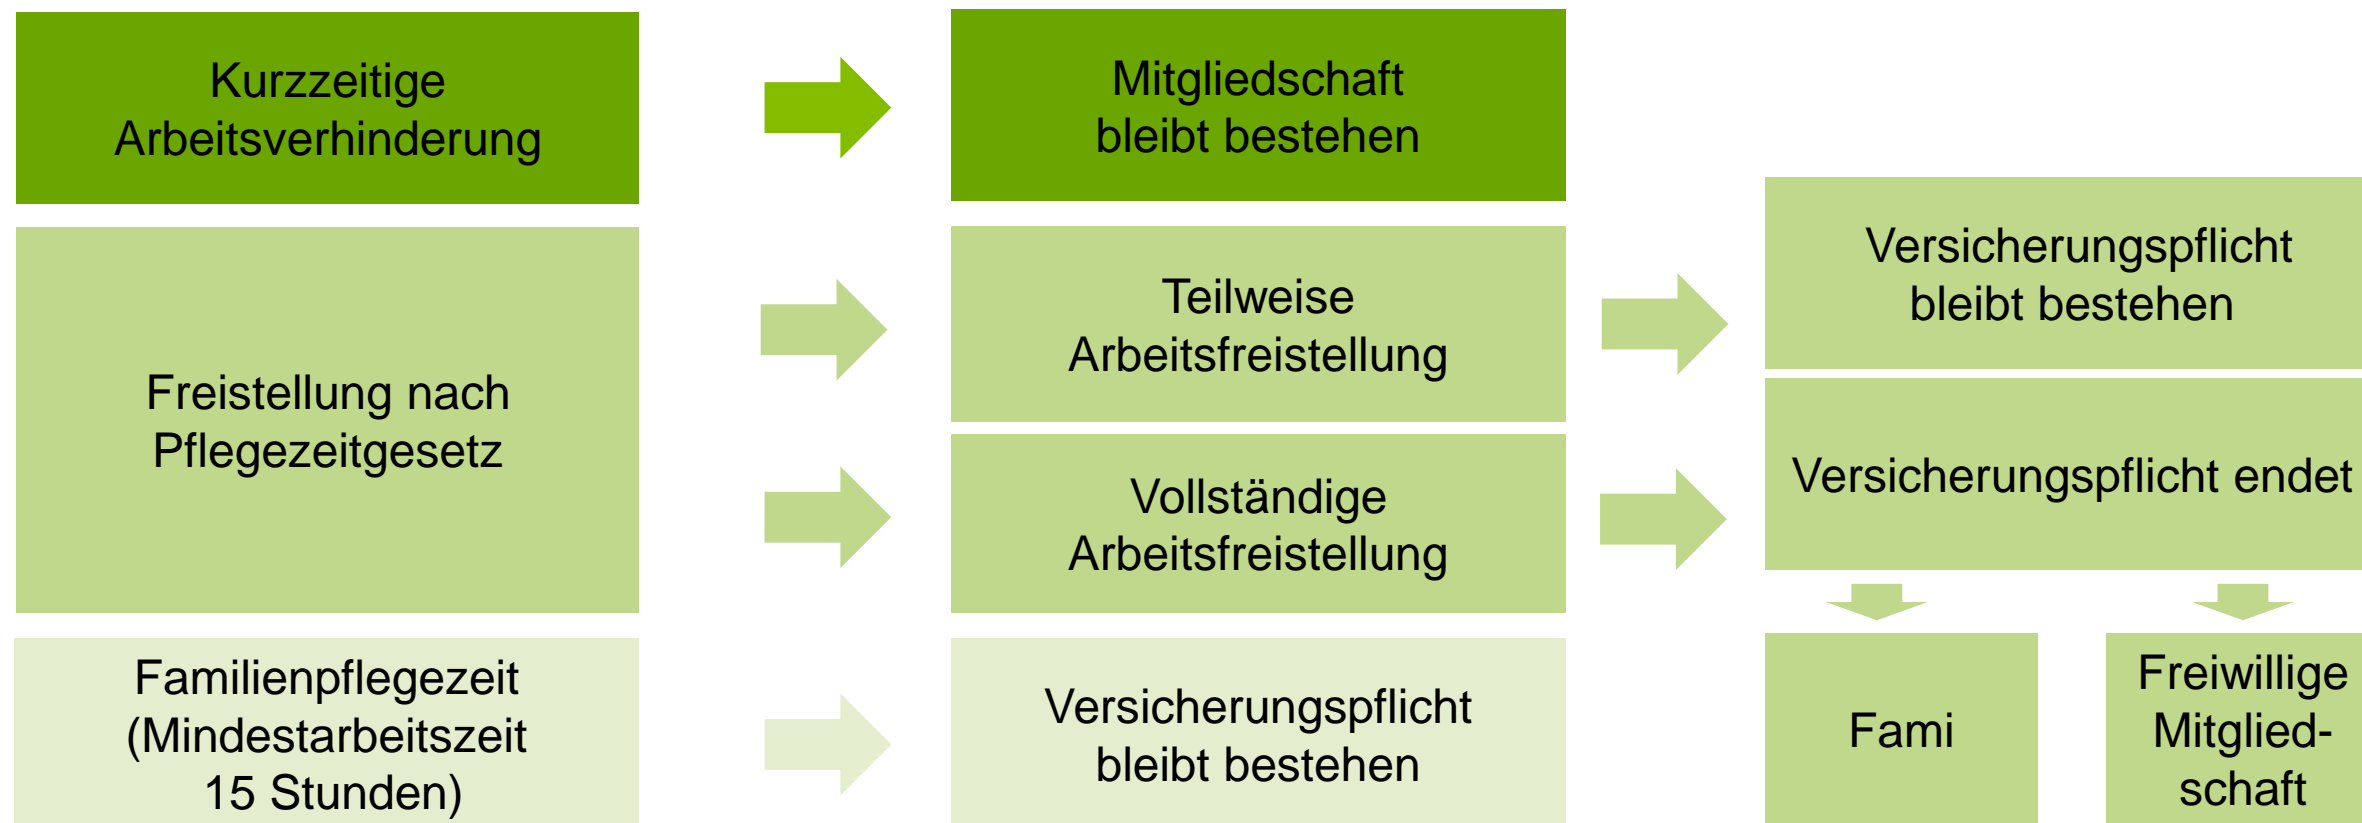 Kurzzeitige
Arbeitsverhinderung
Mitgliedschaft
bleibt bestehen
Freistellung nach
Pflegezeitgesetz
Teilweise
Arbeitsfreistellung
Versicherungspflicht
bleibt bestehen
Vollständige
Arbeitsfreistellung
Versicherungspflicht endet
Fami
Freiwillige
Mitglied-
schaft
Familienpflegezeit
(Mindestarbeitszeit
15 Stunden)
Versicherungspflicht
bleibt bestehen